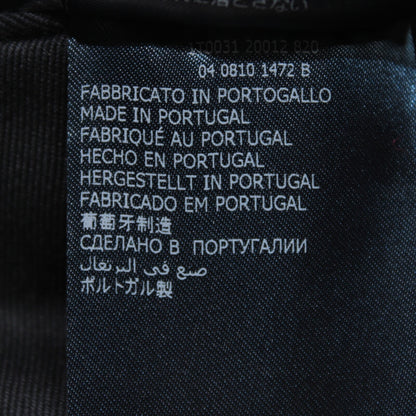 04 0810 1472 B
FABBRICATO IN PORTOGALLO
MADE IN PORTUGAL
FABRIQUÉ AU PORTUGAL
HECHO EN PORTUGAL
HERGESTELLT IN PORTUGAL
FABRICADO EM PORTUGAL
葡萄牙制造
СДЕЛАНО В ПОРТУГАЛИИ
صنع في البرتغال
ポルトガル製